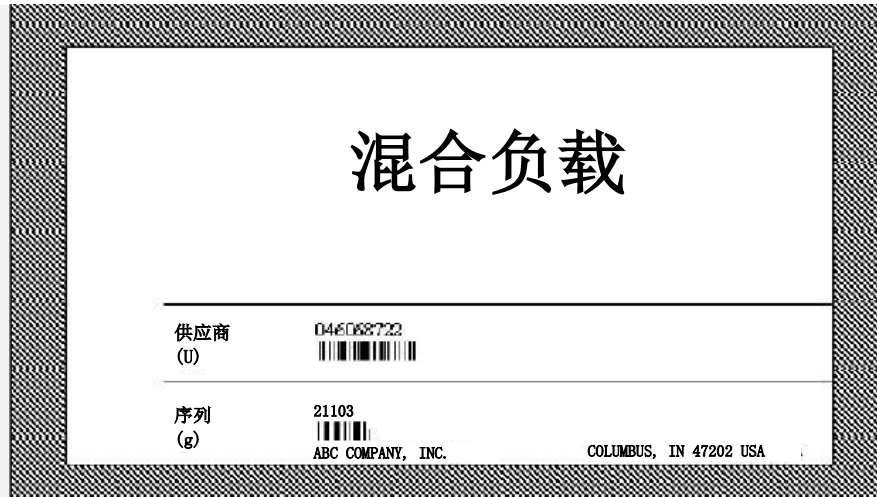 混合负载
供应商
(U)
046068722
序列
(g)
21103
ABC COMPANY, INC.
COLUMBUS, IN 47202 USA